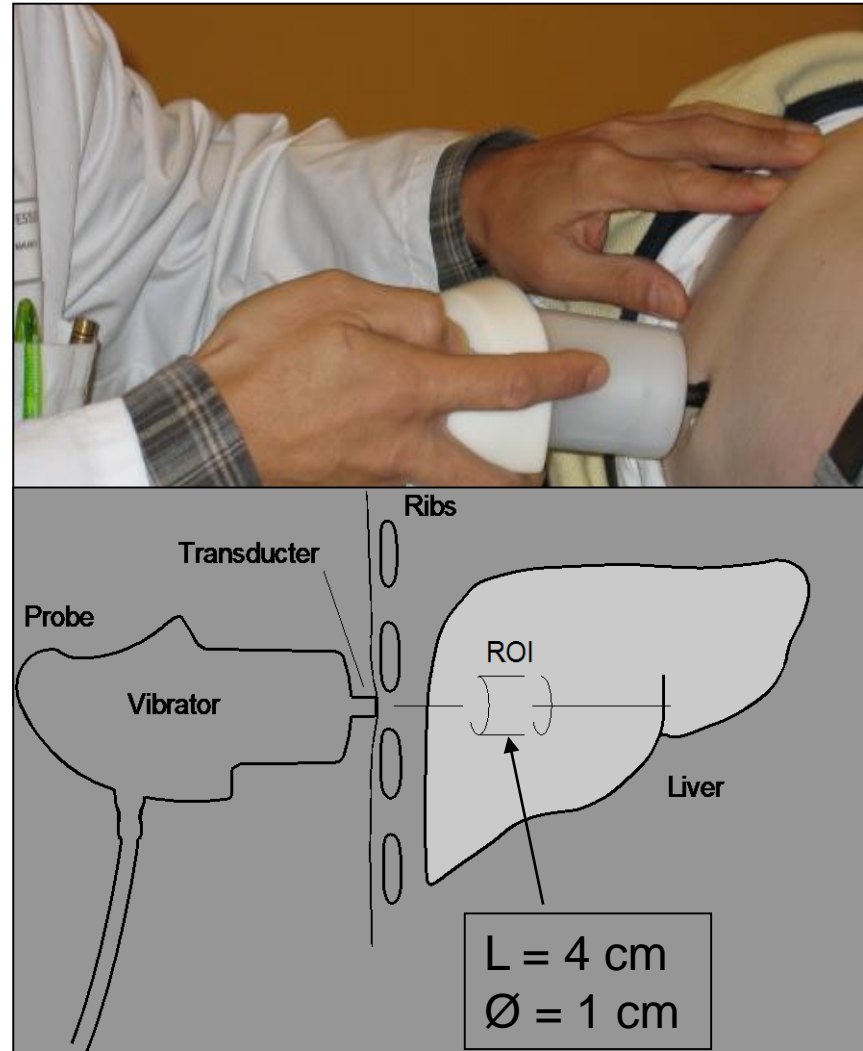 Ribs
Transducter
Probe
ROI
Vibrator
Liver
L = 4 cm
Ø = 1 cm